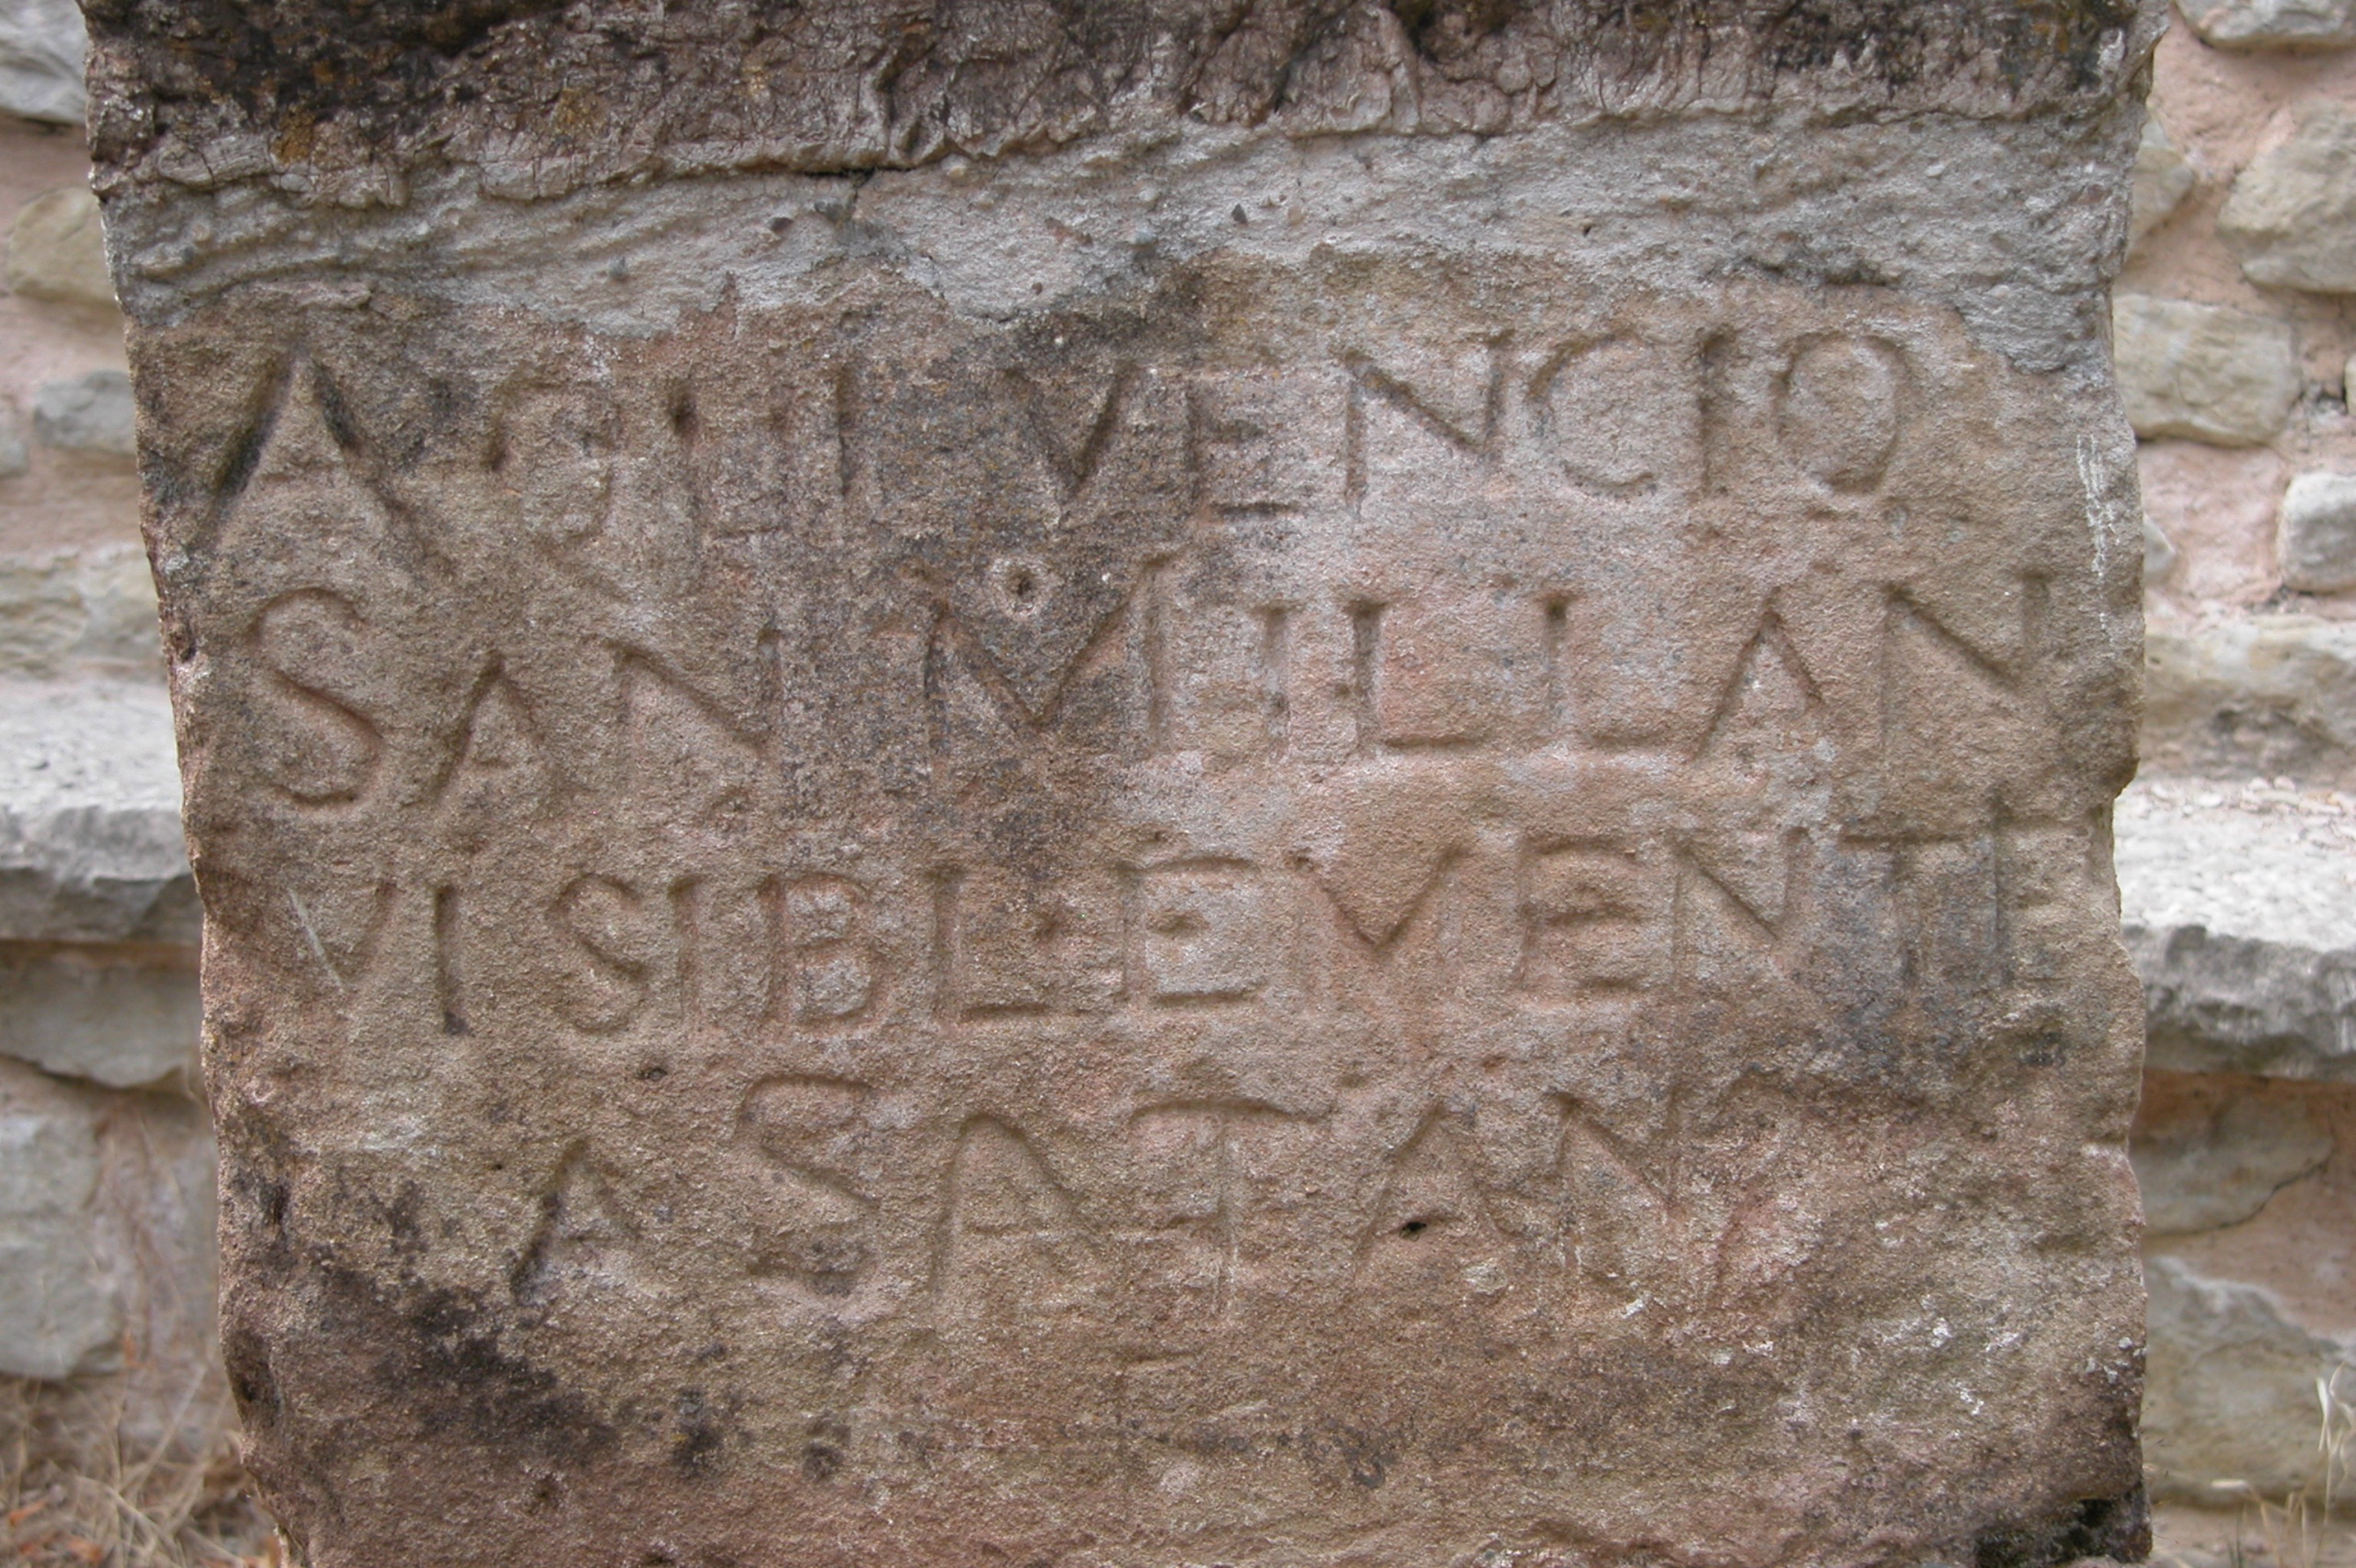 AQUI VENCIO
SAN MILLAN
VISIBLEMENTE
A SATAN